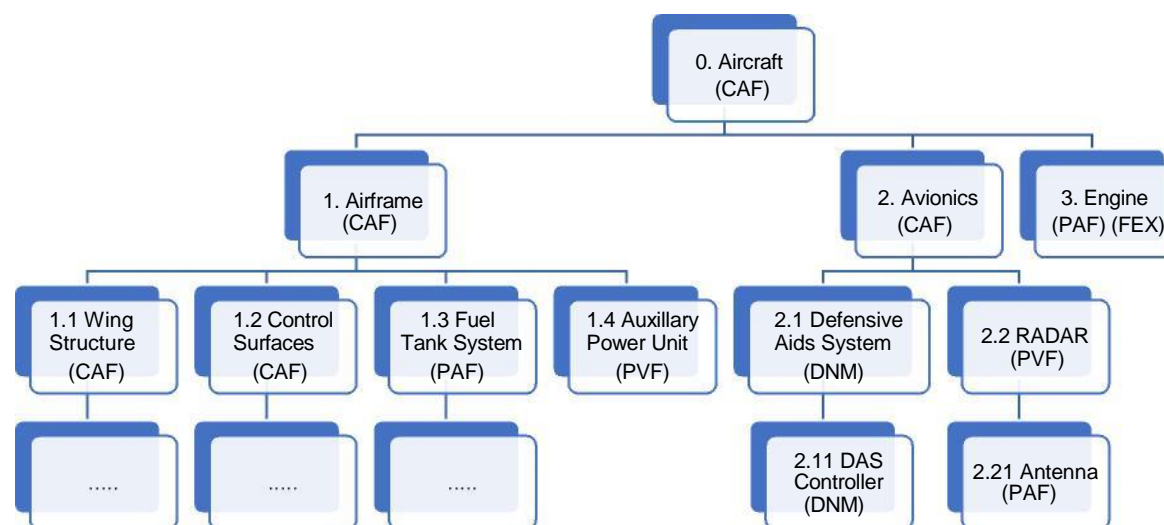 0. Aircraft
(CAF)
1. Airframe
(CAF)
2. Avionics
(CAF)
3. Engine
(PAF) (FEX)
1.1 Wing
Structure
(CAF)
1.2 Control
Surfaces
(CAF)
1.3 Fuel
Tank System
(PAF)
1.4 Auxillary
Power Unit
(PVF)
2.1 Defensive
Aids System
(DNM)
2.2 RADAR
(PVF)
.....
.....
.....
2.11 DAS
Controller
(DNM)
2.21 Antenna
(PAF)